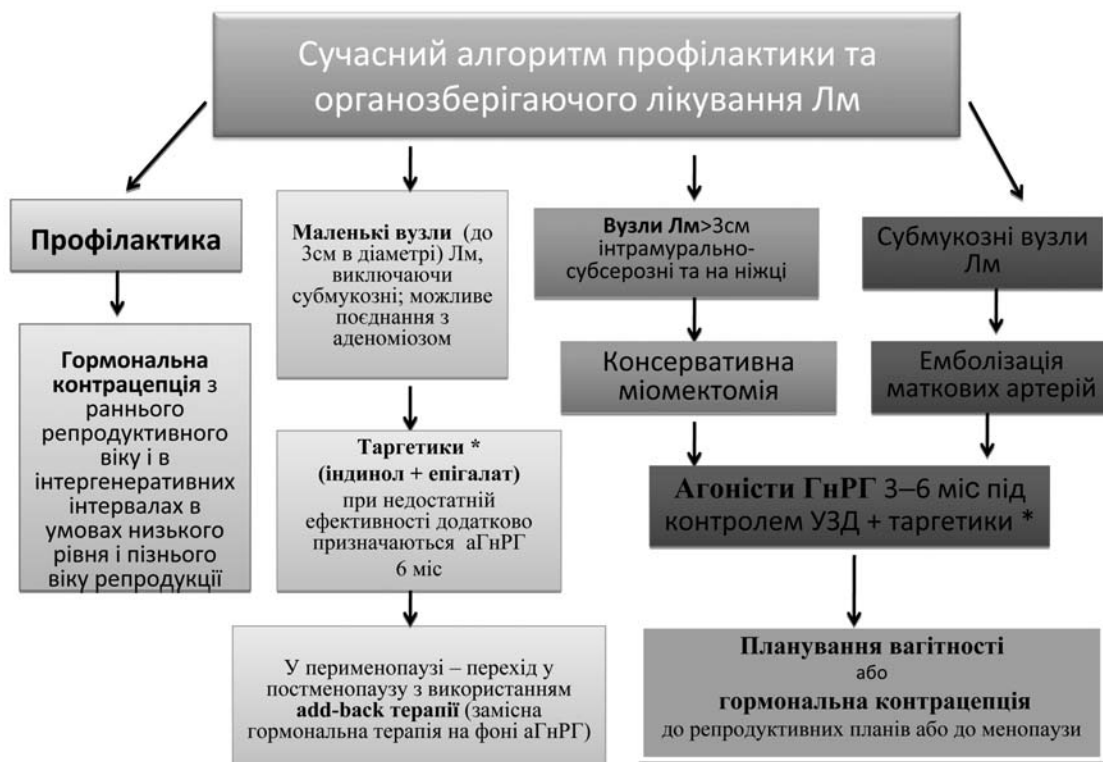 Сучасний алгоритм профілактики та
органозберігаючого лікування Лм
Профілактика
Гормональна
контрацепція з
раннього
репродуктивного
віку і в
інтергенеративних
інтервалах в
умовах низького
рівня і пізнього
віку репродукції
Маленькі вузли (до
3см в діаметрі) Лм,
виключаючи
субмукозні; можливе
поєднання з
аденоміозом
Таргетики *
(індинол + епігалат)
при недостатній
ефективності додатково
призначаються аГнРГ
6 міс
У перименопаузі – перехід у
постменопаузу з використанням
add-back терапії (замісна
гормональна терапія на фоні аГнРГ)
Вузли Лм>3см
інтрамурально-
субсерозні та на ніжці
Консервативна
міомектомія
Субмукозні вузли
Лм
Емболізація
маткових артерій
Агоністи ГнРГ 3–6 міс під
контролем УЗД + таргетики *
Планування вагітності
або
гормональна контрацепція
до репродуктивних планів або до менопаузи